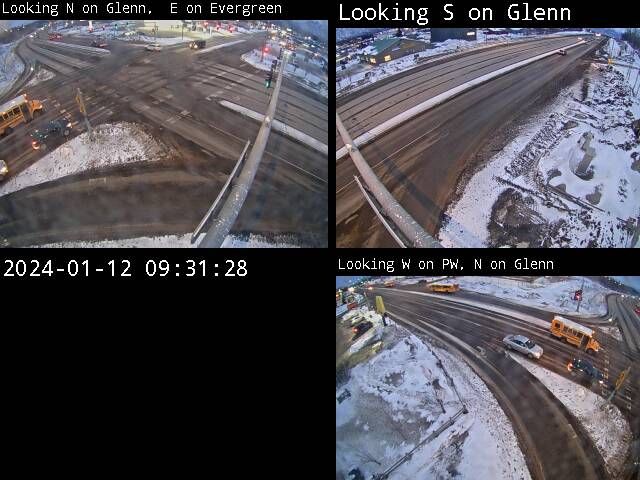 Looking N on Glenn,  E on Evergreen
Looking S on Glenn
2024-01-12 09:31:28
Looking W on PW, N on Glenn